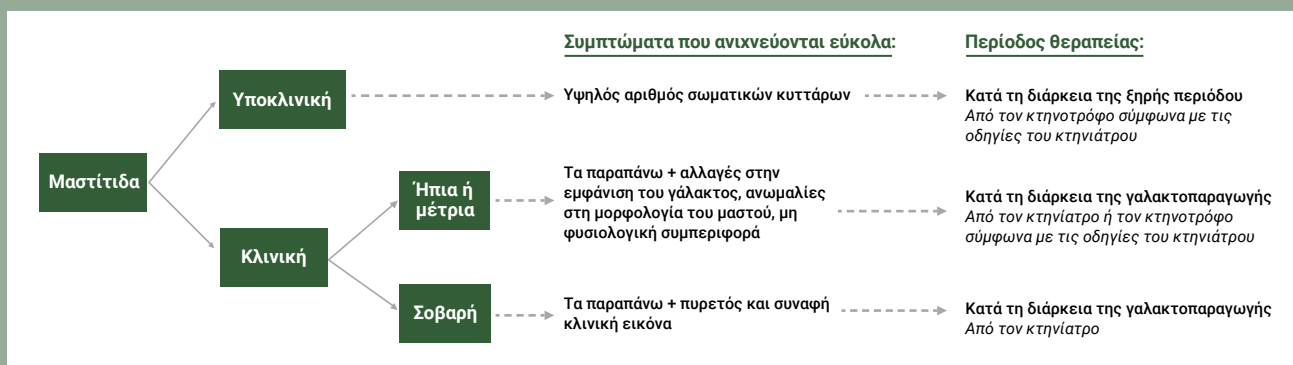 Συμπτώματα που ανιχνεύονται εύκολα:
Περίοδος θεραπείας:
Μαστίτιδα
Υποκλινική
Υψηλός αριθμός σωματικών κυττάρων
Κατά τη διάρκεια της ξηρής περιόδου
Από τον κτηνοτρόφο σύμφωνα με τις
οδηγίες του κτηνιάτρου
Κλινική
Ήπια ή
μέτρια
Τα παραπάνω + αλλαγές στην
εμφάνιση του γάλακτος, ανωμαλίες
στη μορφολογία του μαστού, μη
φυσιολογική συμπεριφορά
Κατά τη διάρκεια της γαλακτοπαραγωγής
Από τον κτηνίατρο ή τον κτηνοτρόφο
σύμφωνα με τις οδηγίες του κτηνιάτρου
Σοβαρή
Τα παραπάνω + πυρετός και συναφή
κλινική εικόνα
Κατά τη διάρκεια της γαλακτοπαραγωγής
Από τον κτηνίατρο